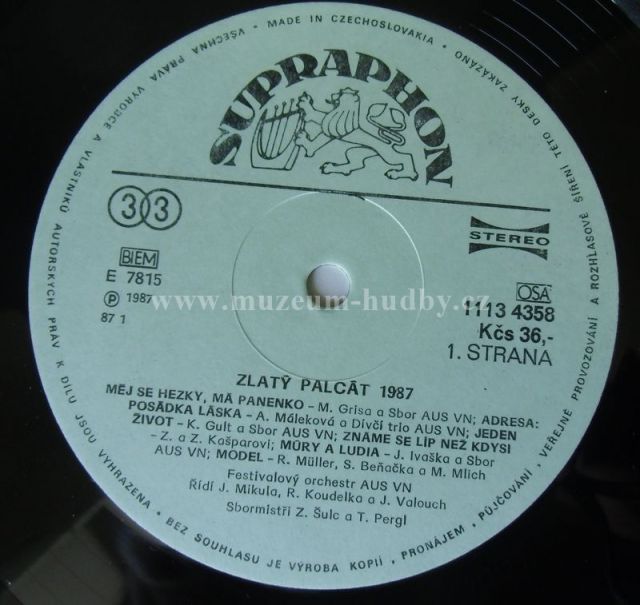 VŠECHNA PRÁVA VÝROBCE A VLASTNÍKŮ AUTORSKÝCH PRÁV K DÍLU JSOU VYHRAZENA • BEZ SOUHLASU JE VÝROBA KOPIÍ, PRONÁJEM, PŮJČOVÁNÍ, VEŘEJNÉ PROVOZOVÁNÍ A ROZHLASOVÉ ŠÍŘENÍ TÉTO DESKY ZAKÁZÁNO • MADE IN CZECHOSLOVAKIA •
SUPRAPHON
33
STEREO
BIEM
E 7815
℗ 1987
87 1
OSA
1113 4358
Kčs 36,-
1. STRANA
www.muzeum-hudby.cz
ZLATÝ PALCÁT 1987
MĚJ SE HEZKY, MÁ PANENKO – M. Grisa a Sbor AUS VN; ADRESA:
POSÁDKA LÁSKA – A. Máleková a Dívčí trio AUS VN; JEDEN
ŽIVOT – K. Gult a Sbor AUS VN; ZNÁME SE LÍP NEŽ KDYSI
– Z. a Z. Kašparovi; MÚRY A ĽUDIA – J. Ivaška a Sbor
AUS VN; MODEL – R. Müller, S. Beňačka a M. Mlich
Festivalový orchestr AUS VN
Řídí J. Mikula, R. Koudelka a J. Valouch
Sbormistři Z. Šulc a T. Pergl